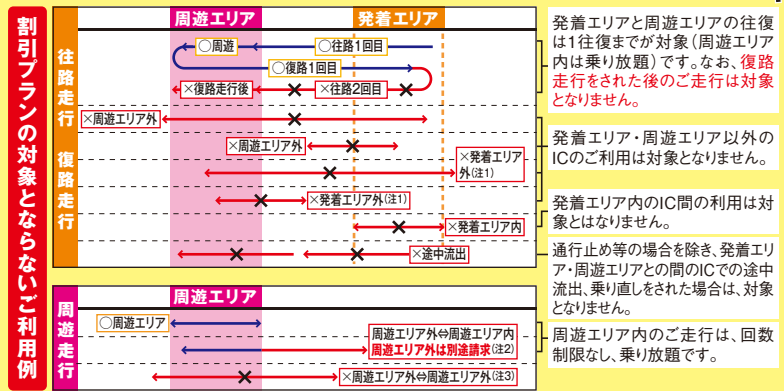 割引プランの対象とならないご利用例
往路走行
復路走行
周遊エリア
発着エリア
○周遊
○往路1回目
○復路1回目
×復路走行後
×往路2回目
×周遊エリア外
×周遊エリア外
×発着エリア
外(注1)
×発着エリア外(注1)
×発着エリア内
×途中流出
発着エリアと周遊エリアの往復
は1往復までが対象(周遊エリア
内は乗り放題)です。なお、復路
走行をされた後のご走行は対象
となりません。
発着エリア・周遊エリア以外の
ICのご利用は対象となりません。
発着エリア内のIC間の利用は対
象とはなりません。
通行止め等の場合を除き、発着エリ
ア・周遊エリアとの間のICでの途中
流出、乗り直しをされた場合は、対象
となりません。
周遊走行
周遊エリア
○周遊エリア
周遊エリア外⇔周遊エリア内
周遊エリア外は別途請求(注2)
×周遊エリア外⇔周遊エリア外(注3)
周遊エリア内のご走行は、回数
制限なし、乗り放題です。